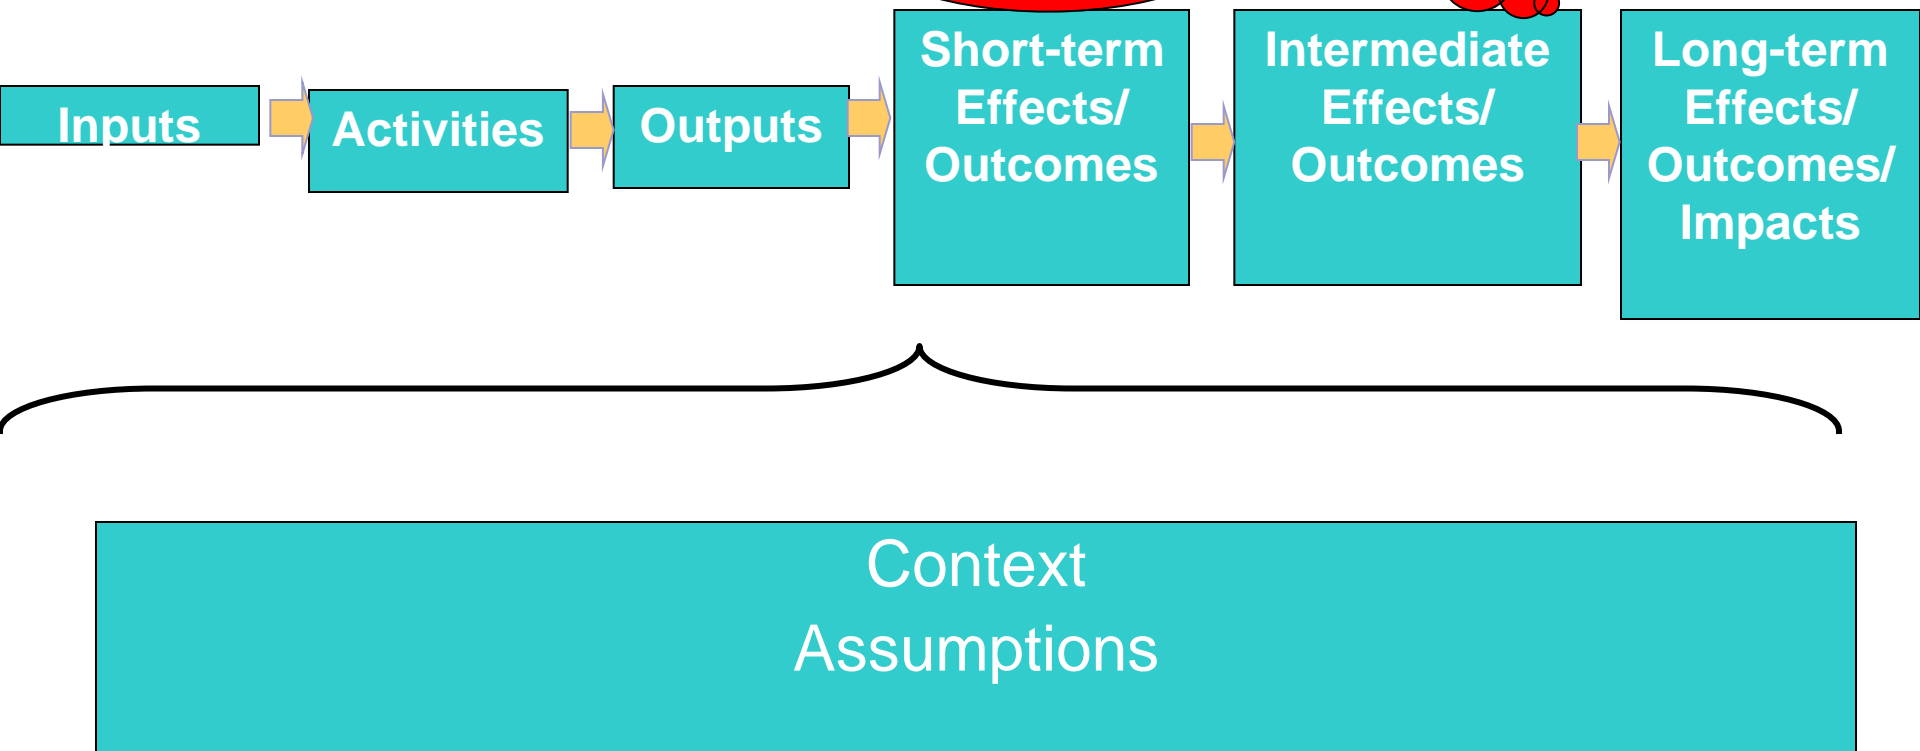 Inputs
Activities
Outputs
Short-term
Effects/
Outcomes
Intermediate
Effects/
Outcomes
Long-term
Effects/
Outcomes/
Impacts
Context
Assumptions